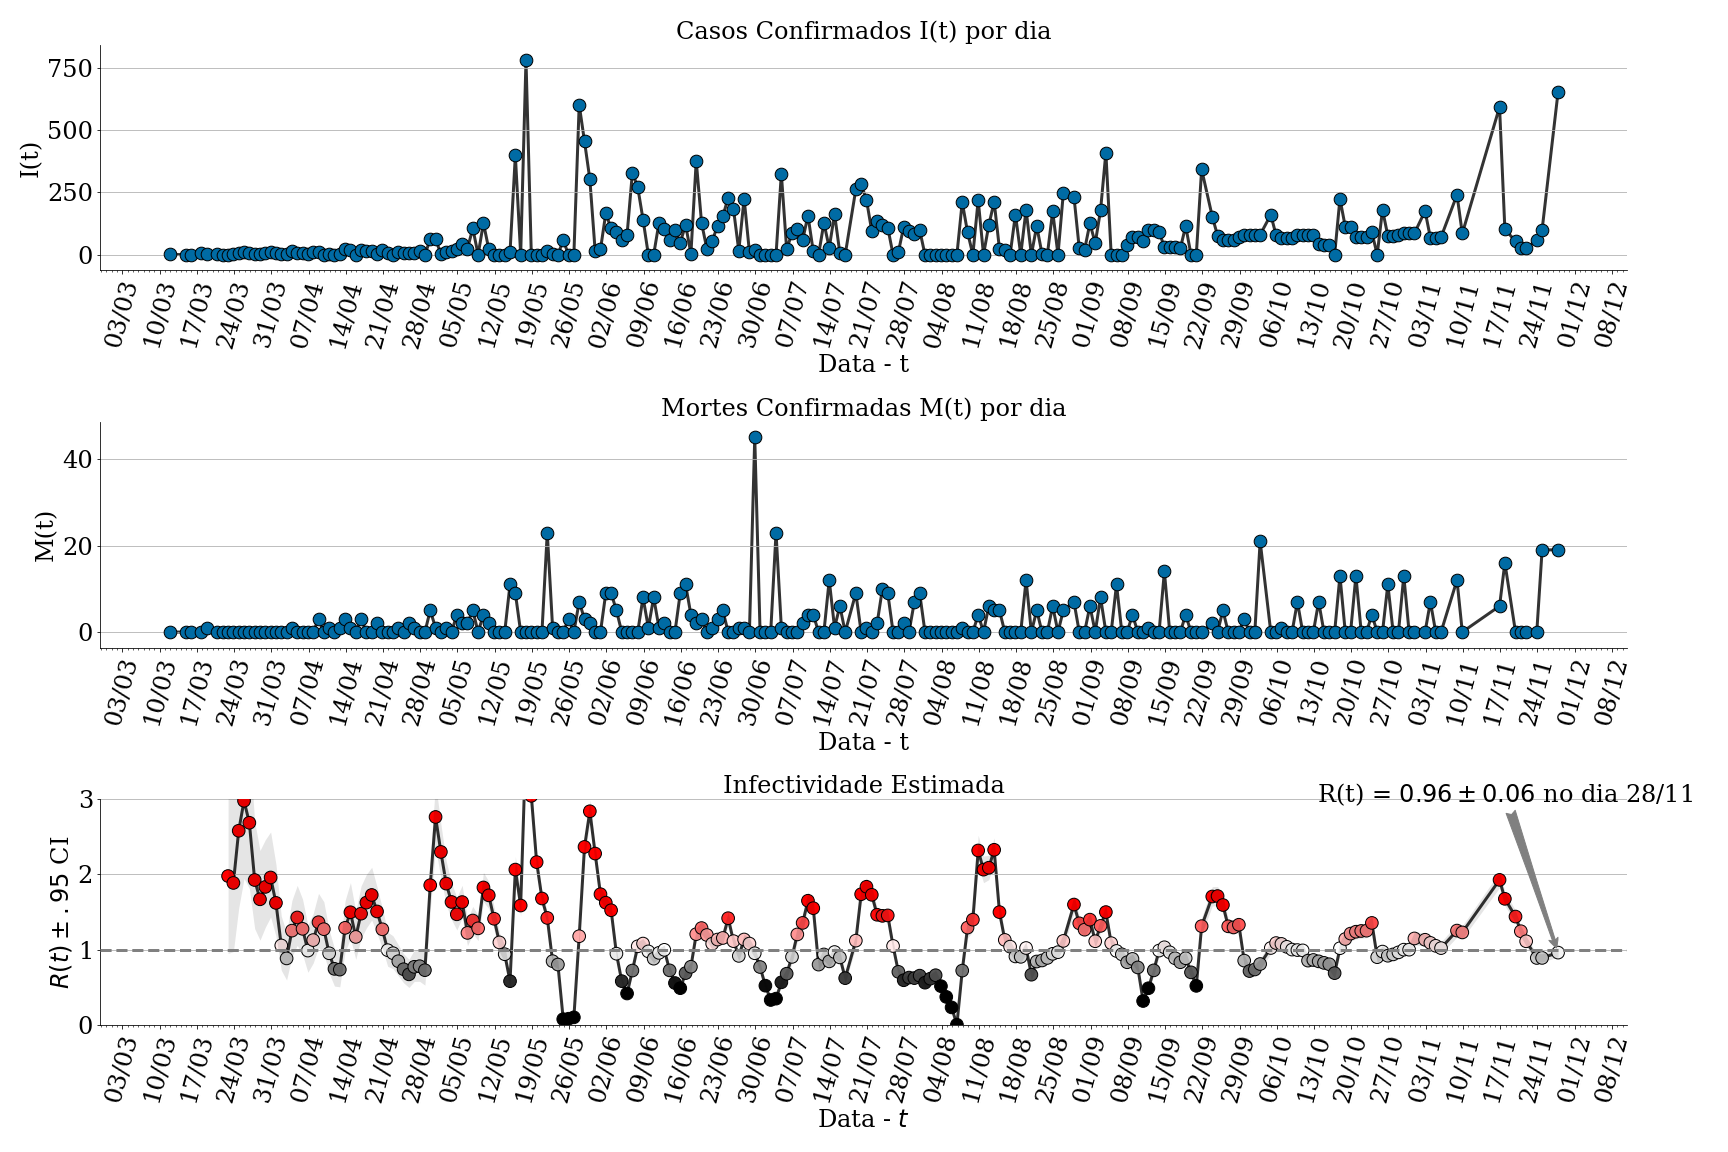 Casos Confirmados I(t) por dia
750
500
250
0
I(t)
03/03 10/03 17/03 24/03 31/03 07/04 14/04 21/04 28/04 05/05 12/05 19/05 26/05 02/06 09/06 16/06 23/06 30/06 07/07 14/07 21/07 28/07 04/08 11/08 18/08 25/08 01/09 08/09 15/09 22/09 29/09 06/10 13/10 20/10 27/10 03/11 10/11 17/11 24/11 01/12 08/12
Data - t
Mortes Confirmadas M(t) por dia
40
20
0
M(t)
03/03 10/03 17/03 24/03 31/03 07/04 14/04 21/04 28/04 05/05 12/05 19/05 26/05 02/06 09/06 16/06 23/06 30/06 07/07 14/07 21/07 28/07 04/08 11/08 18/08 25/08 01/09 08/09 15/09 22/09 29/09 06/10 13/10 20/10 27/10 03/11 10/11 17/11 24/11 01/12 08/12
Data - t
Infectividade Estimada
R(t) = 0.96 ± 0.06 no dia 28/11
3
2
1
0
R(t) ± .95 CI
03/03 10/03 17/03 24/03 31/03 07/04 14/04 21/04 28/04 05/05 12/05 19/05 26/05 02/06 09/06 16/06 23/06 30/06 07/07 14/07 21/07 28/07 04/08 11/08 18/08 25/08 01/09 08/09 15/09 22/09 29/09 06/10 13/10 20/10 27/10 03/11 10/11 17/11 24/11 01/12 08/12
Data - t